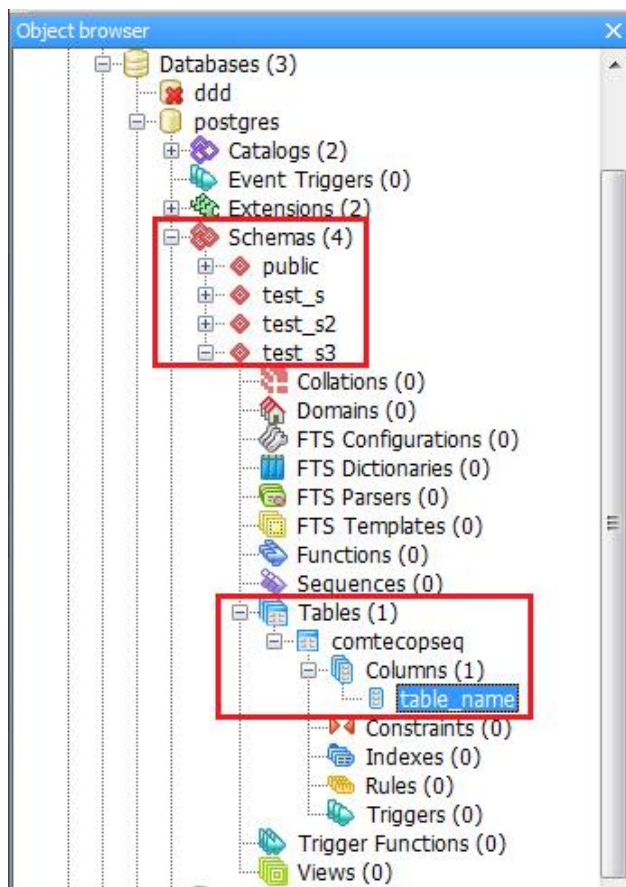 Object browser
Databases (3)
ddd
postgres
Catalogs (2)
Event Triggers (0)
Extensions (2)
Schemas (4)
public
test_s
test_s2
test_s3
Collations (0)
Domains (0)
FTS Configurations (0)
FTS Dictionaries (0)
FTS Parsers (0)
FTS Templates (0)
Functions (0)
Sequences (0)
Tables (1)
comtecopseq
Columns (1)
table_name
Constraints (0)
Indexes (0)
Rules (0)
Triggers (0)
Trigger Functions (0)
Views (0)